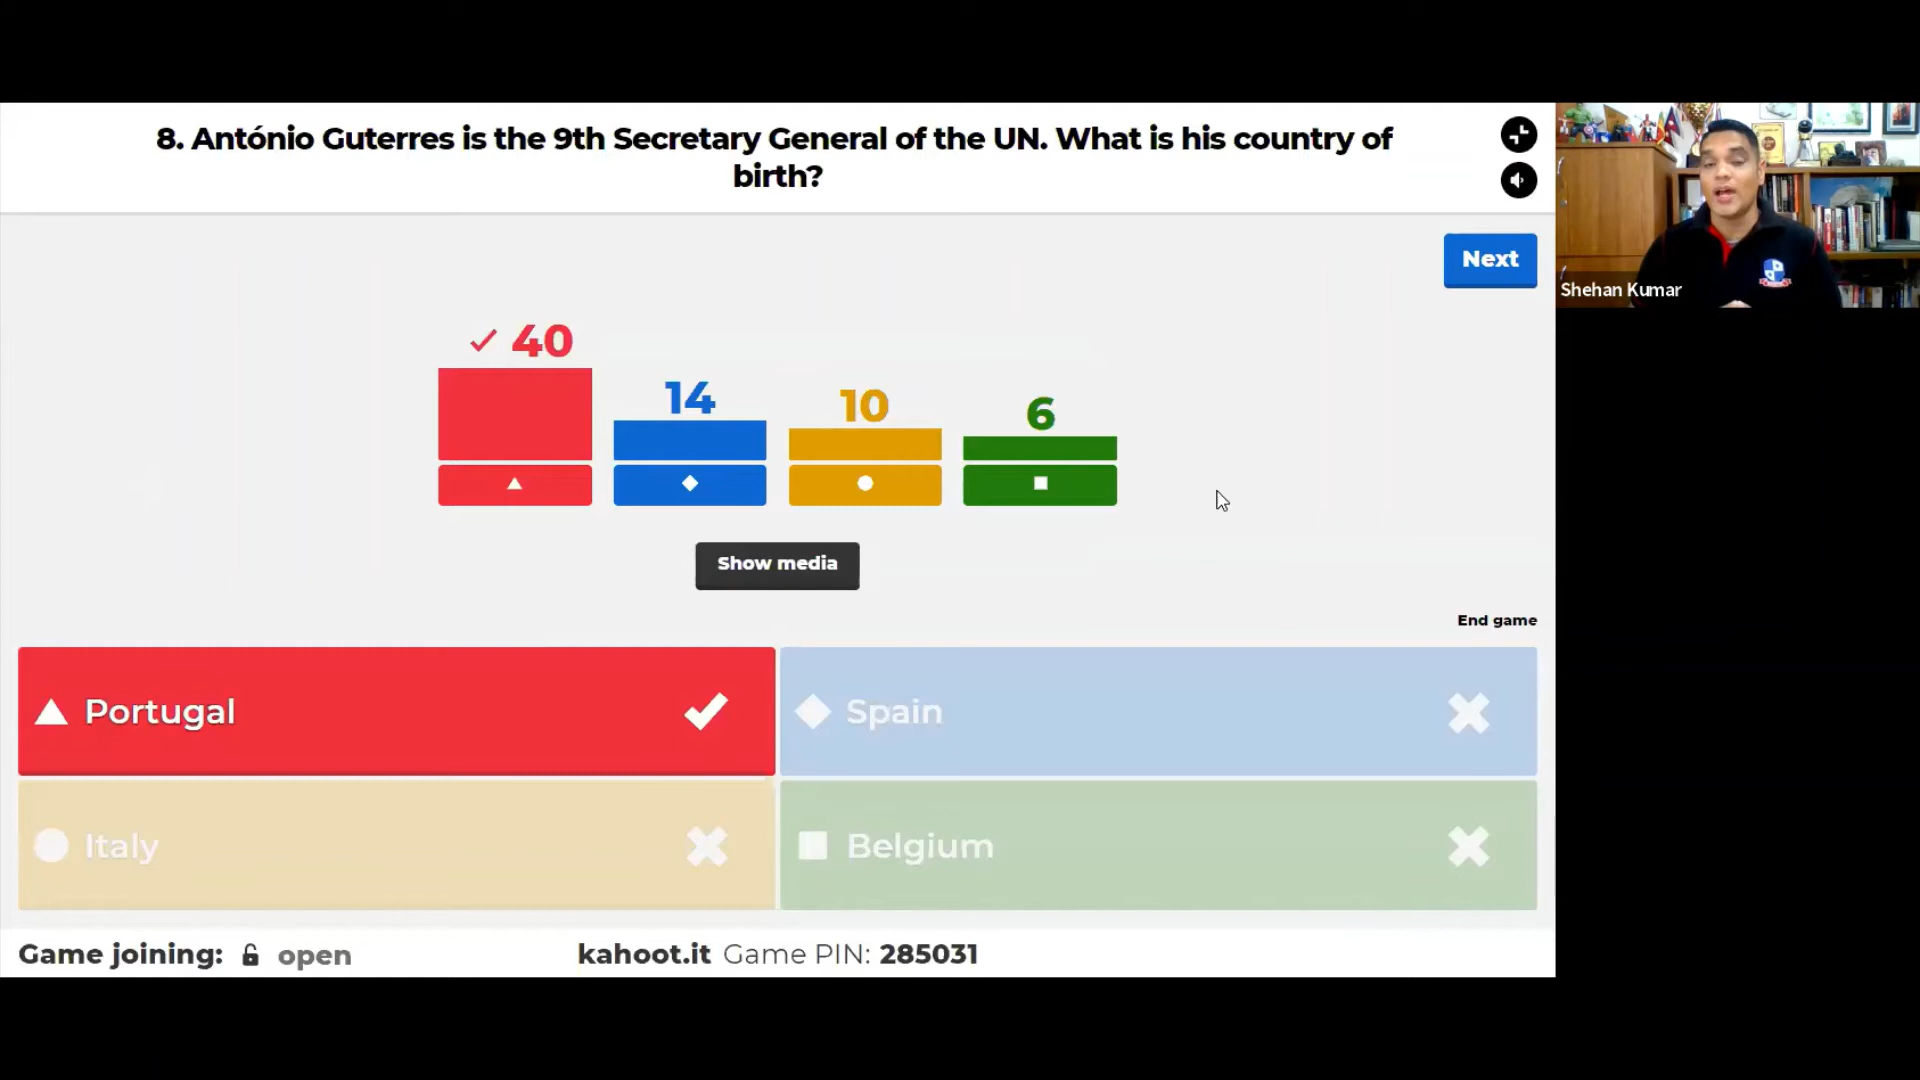 8. António Guterres is the 9th Secretary General of the UN. What is his country of
birth?
Next
Shehan Kumar
40
14
10
6
Show media
End game
Portugal
Spain
Italy
Belgium
Game joining: open
kahoot.it Game PIN: 285031